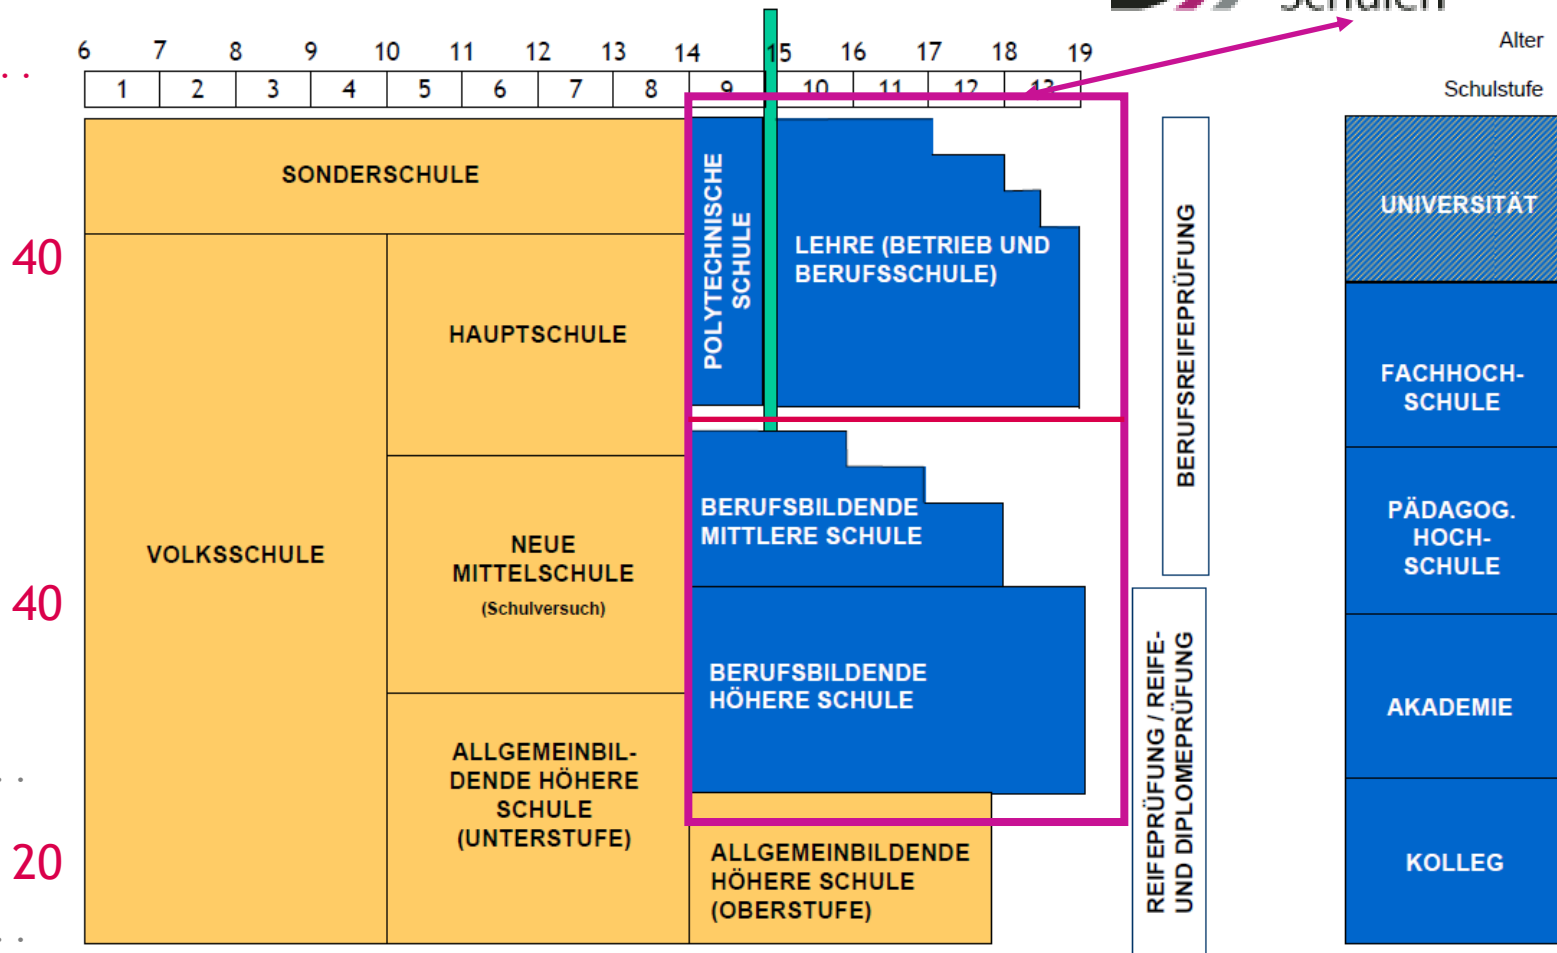 Schulen
6 7 8 9 10 11 12 13 14 15 16 17 18 19 Alter
1 2 3 4 5 6 7 8 9 10 11 12 13 Schulstufe
SONDERSCHULE
40
HAUPTSCHULE
VOLKSSCHULE
NEUE
MITTELSCHULE
(Schulversuch)
40
ALLGEMEINBIL-
DENDE HÖHERE
SCHULE
(UNTERSTUFE)
20
POLYTECHNISCHE
SCHULE
LEHRE (BETRIEB UND
BERUFSSCHULE)
BERUFSBILDENDE
MITTLERE SCHULE
BERUFSBILDENDE
HÖHERE SCHULE
ALLGEMEINBILDENDE
HÖHERE SCHULE
(OBERSTUFE)
BERUFSREIFEPRÜFUNG
REIFEPRÜFUNG / REIFE-
UND DIPLOMEPRÜFUNG
UNIVERSITÄT
FACHHOCH-
SCHULE
PÄDAGOG.
HOCH-
SCHULE
AKADEMIE
KOLLEG